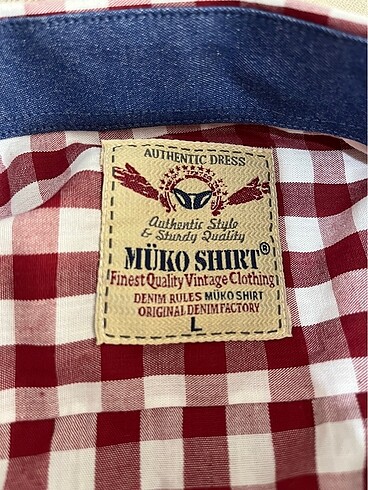 AUTHENTIC DRESS
Authentic Style
& Sturdy Quality
MÜKO SHIRT®
Finest Quality Vintage Clothing
DENIM RULES MÜKO SHIRT
ORIGINAL DENIM FACTORY
L